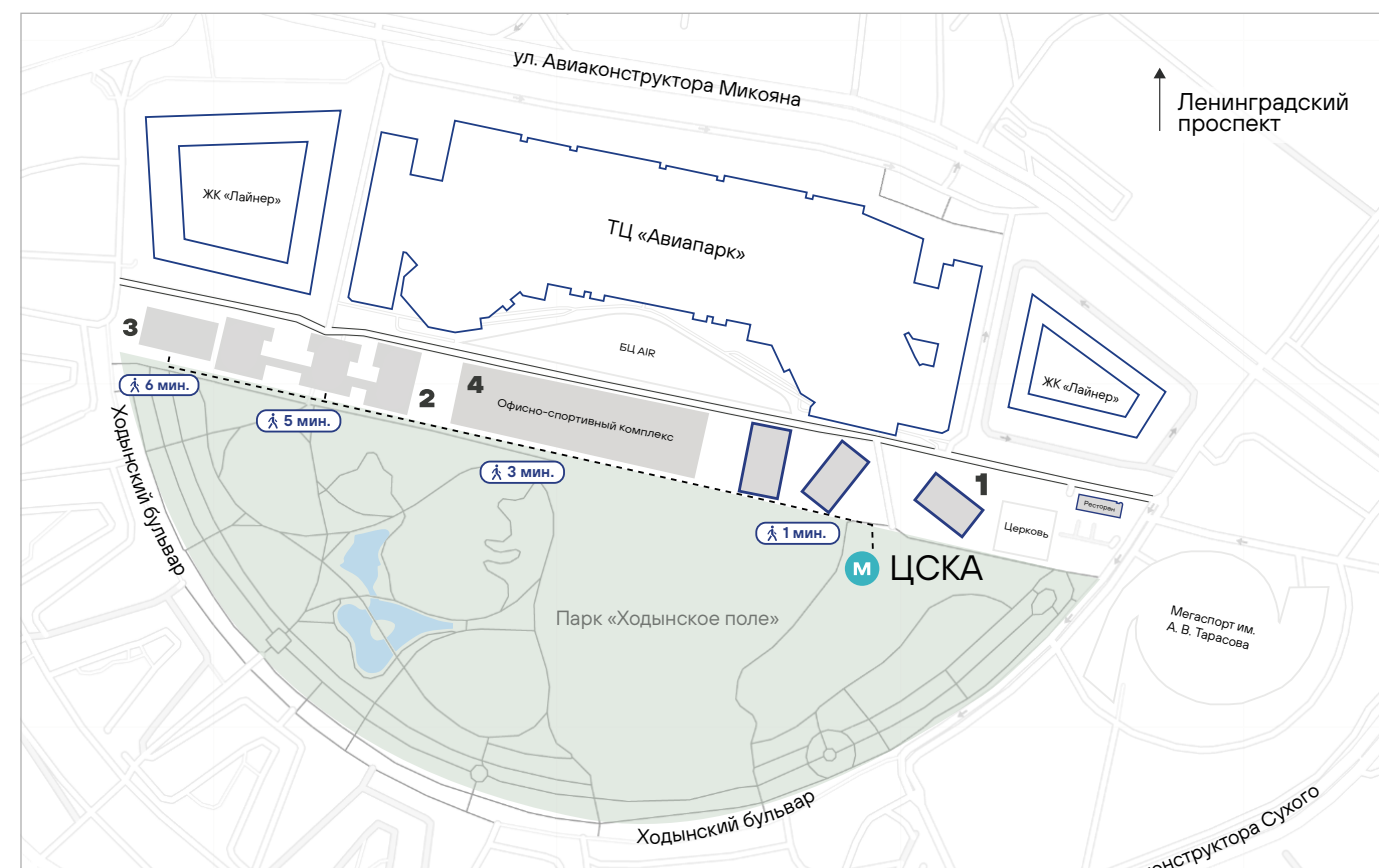 ул. Авиаконструктора Микояна
Ленинградский
проспект
ЖК «Лайнер»
ТЦ «Авиапарк»
3
БЦ AIR
ЖК «Лайнер»
6 мин.
2
4
Офисно-спортивный комплекс
5 мин.
3 мин.
1
Ресторан
Церковь
1 мин.
М ЦСКА
Ходынский бульвар
Парк «Ходынское поле»
Мегаспорт им.
А. В. Тарасова
Ходынский бульвар
конструктора Сухого